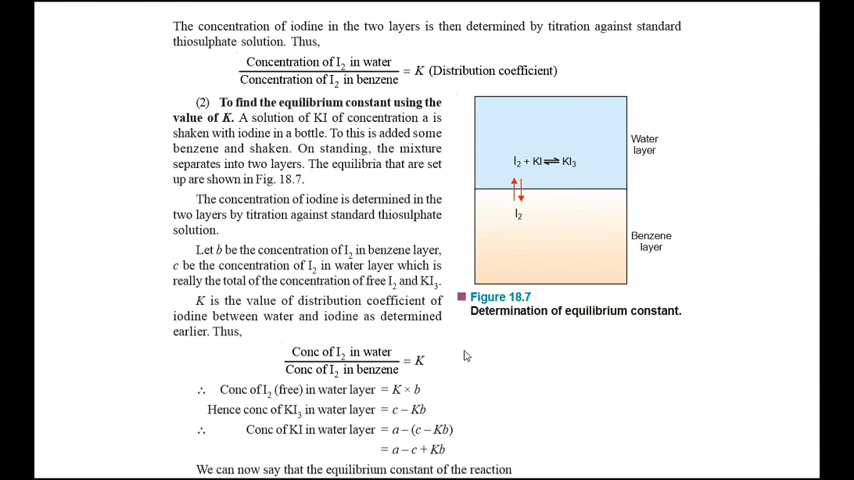 The concentration of iodine in the two layers is then determined by titration against standard
thiosulphate solution. Thus,
Concentration of I₂ in water
Concentration of I₂ in benzene
= K (Distribution coefficient)
(2) To find the equilibrium constant using the
value of K. A solution of KI of concentration a is
shaken with iodine in a bottle. To this is added some
benzene and shaken. On standing, the mixture
separates into two layers. The equilibria that are set
up are shown in Fig. 18.7.
The concentration of iodine is determined in the
two layers by titration against standard thiosulphate
solution.
Let b be the concentration of I₂ in benzene layer,
c be the concentration of I₂ in water layer which is
really the total of the concentration of free I₂ and KI₃.
K is the value of distribution coefficient of
iodine between water and iodine as determined
earlier. Thus,
Conc of I₂ in water
Conc of I₂ in benzene
= K
∴ Conc of I₂ (free) in water layer = K × b
Hence conc of KI₃ in water layer = c – Kb
∴ Conc of KI in water layer = a – (c – Kb)
= a – c + Kb
We can now say that the equilibrium constant of the reaction
I₂ + KI ⇌ KI₃
I₂
Water
layer
Benzene
layer
Figure 18.7
Determination of equilibrium constant.